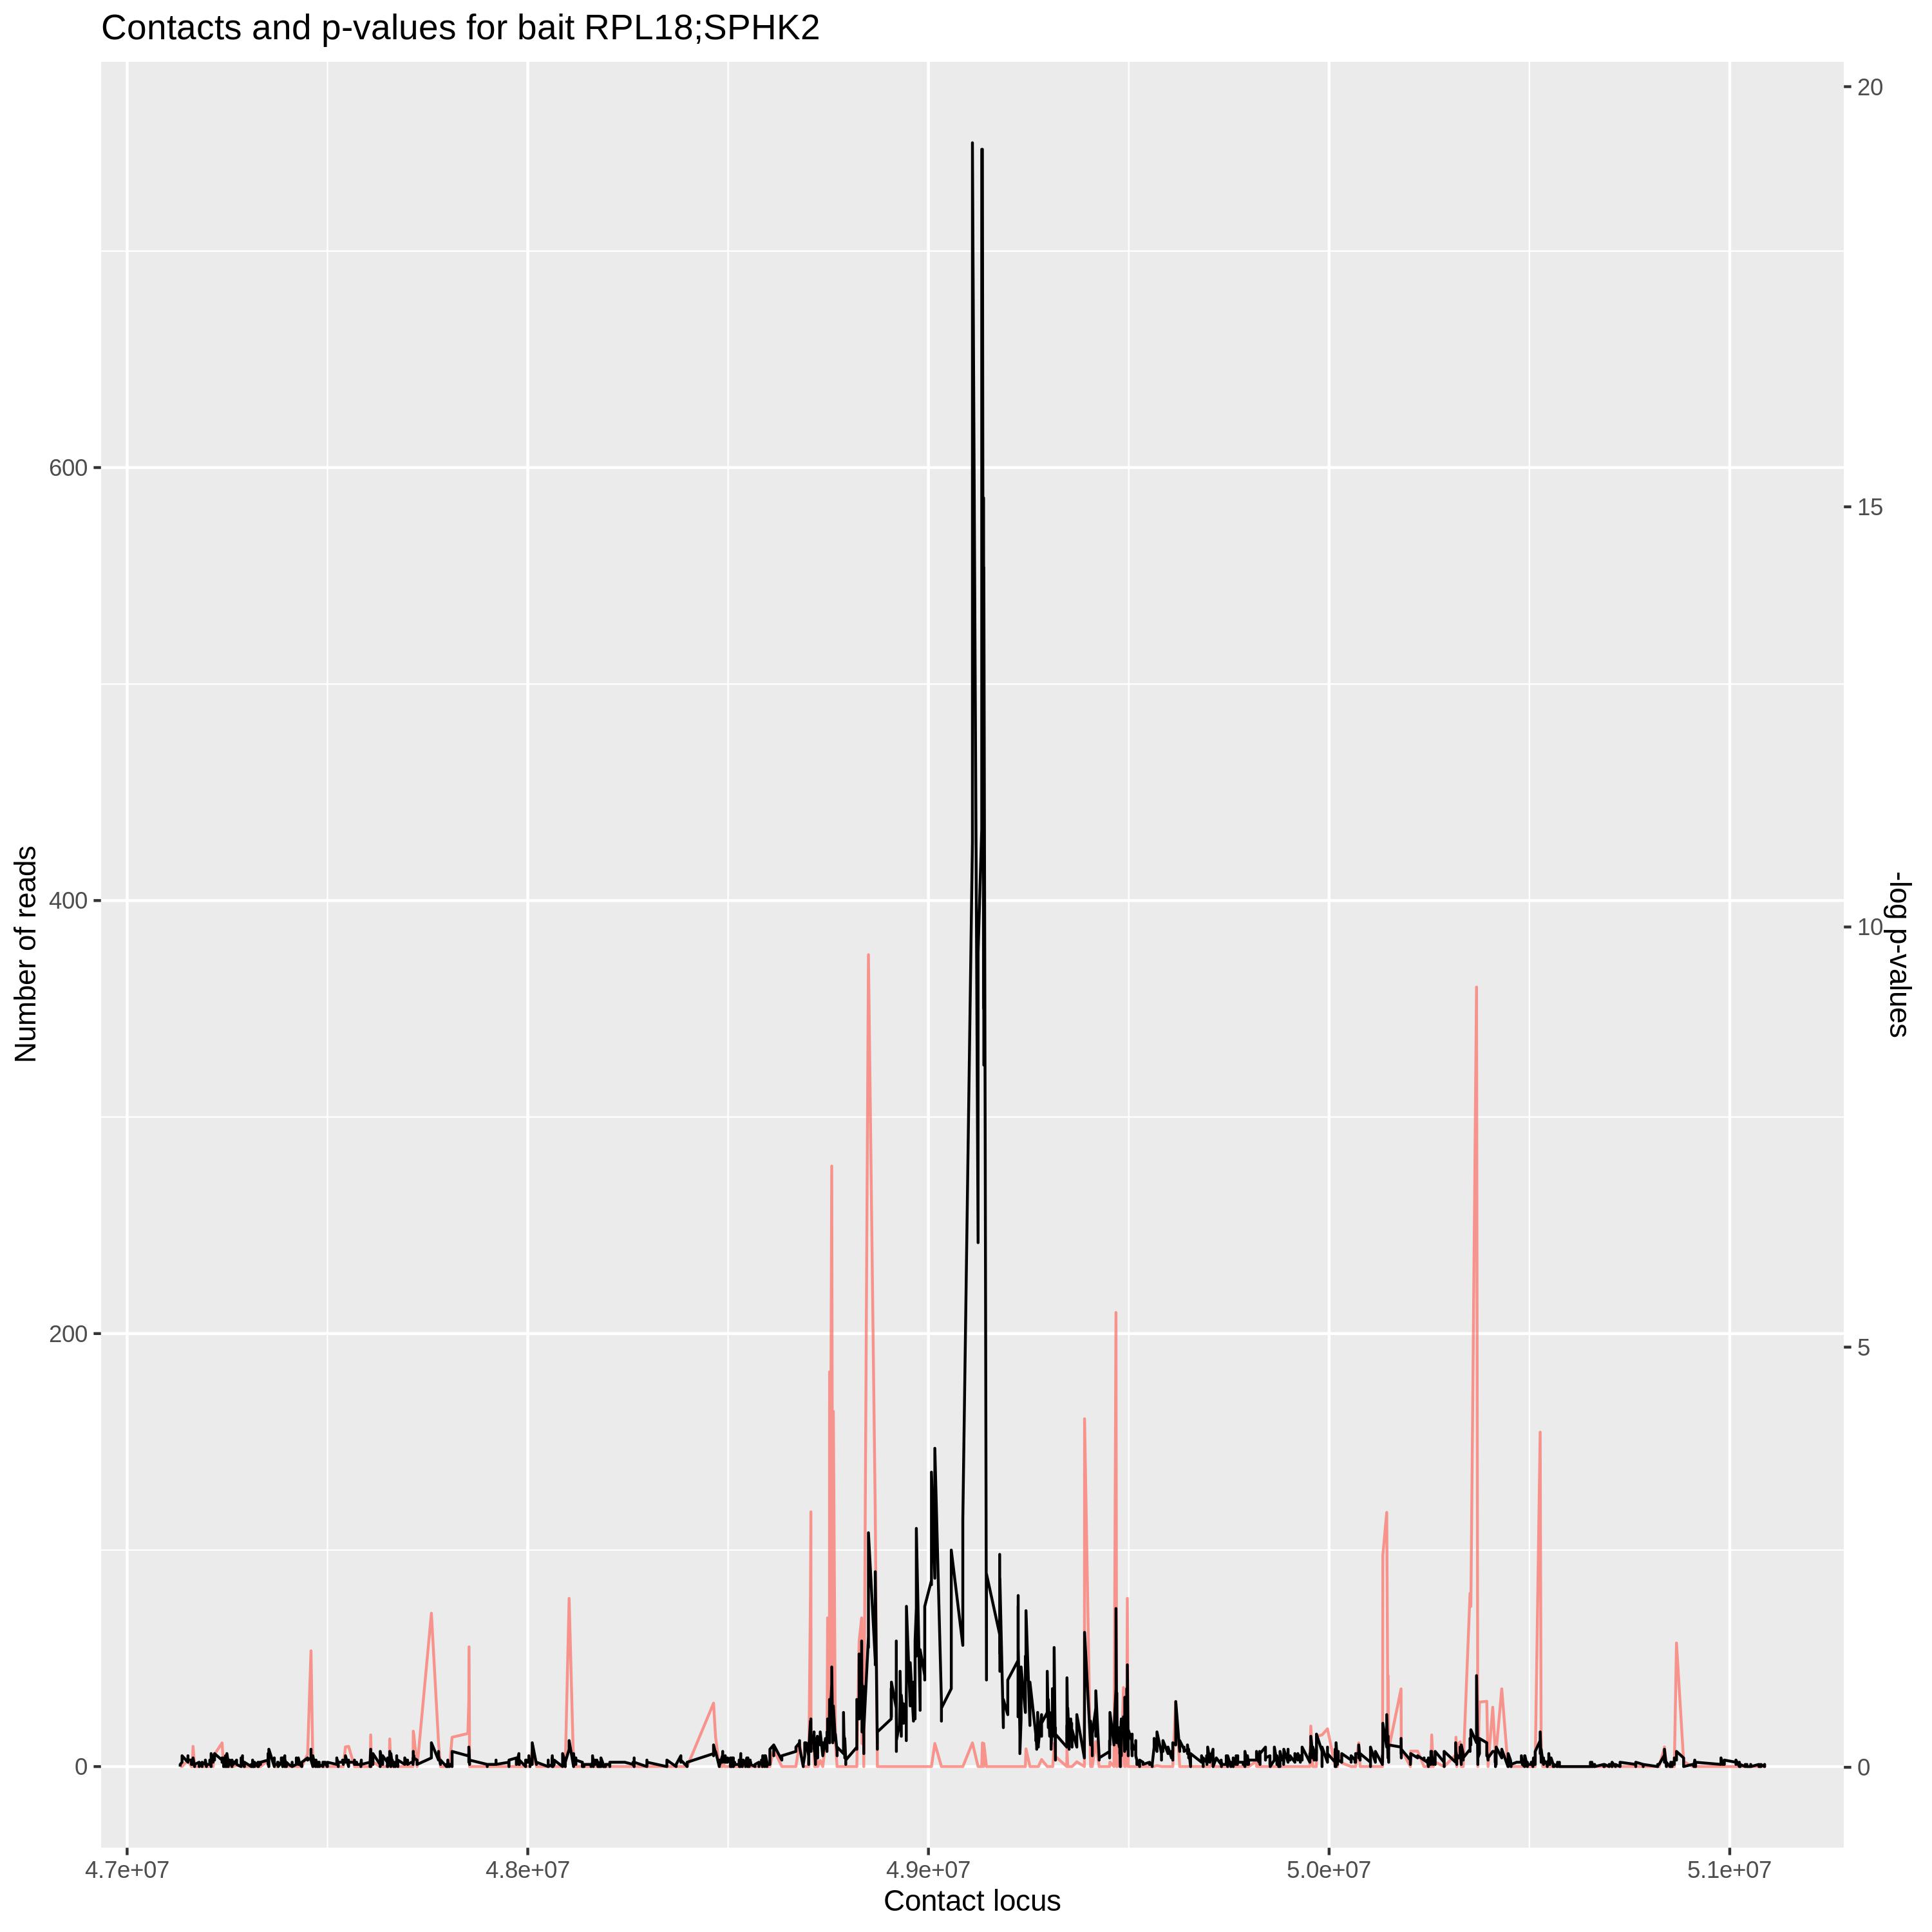 Contacts and p-values for bait RPL18;SPHK2
20
15
10
5
0
-log p-values
600
400
200
0
Number of reads
4.7e+07
4.8e+07
4.9e+07
5.0e+07
5.1e+07
Contact locus